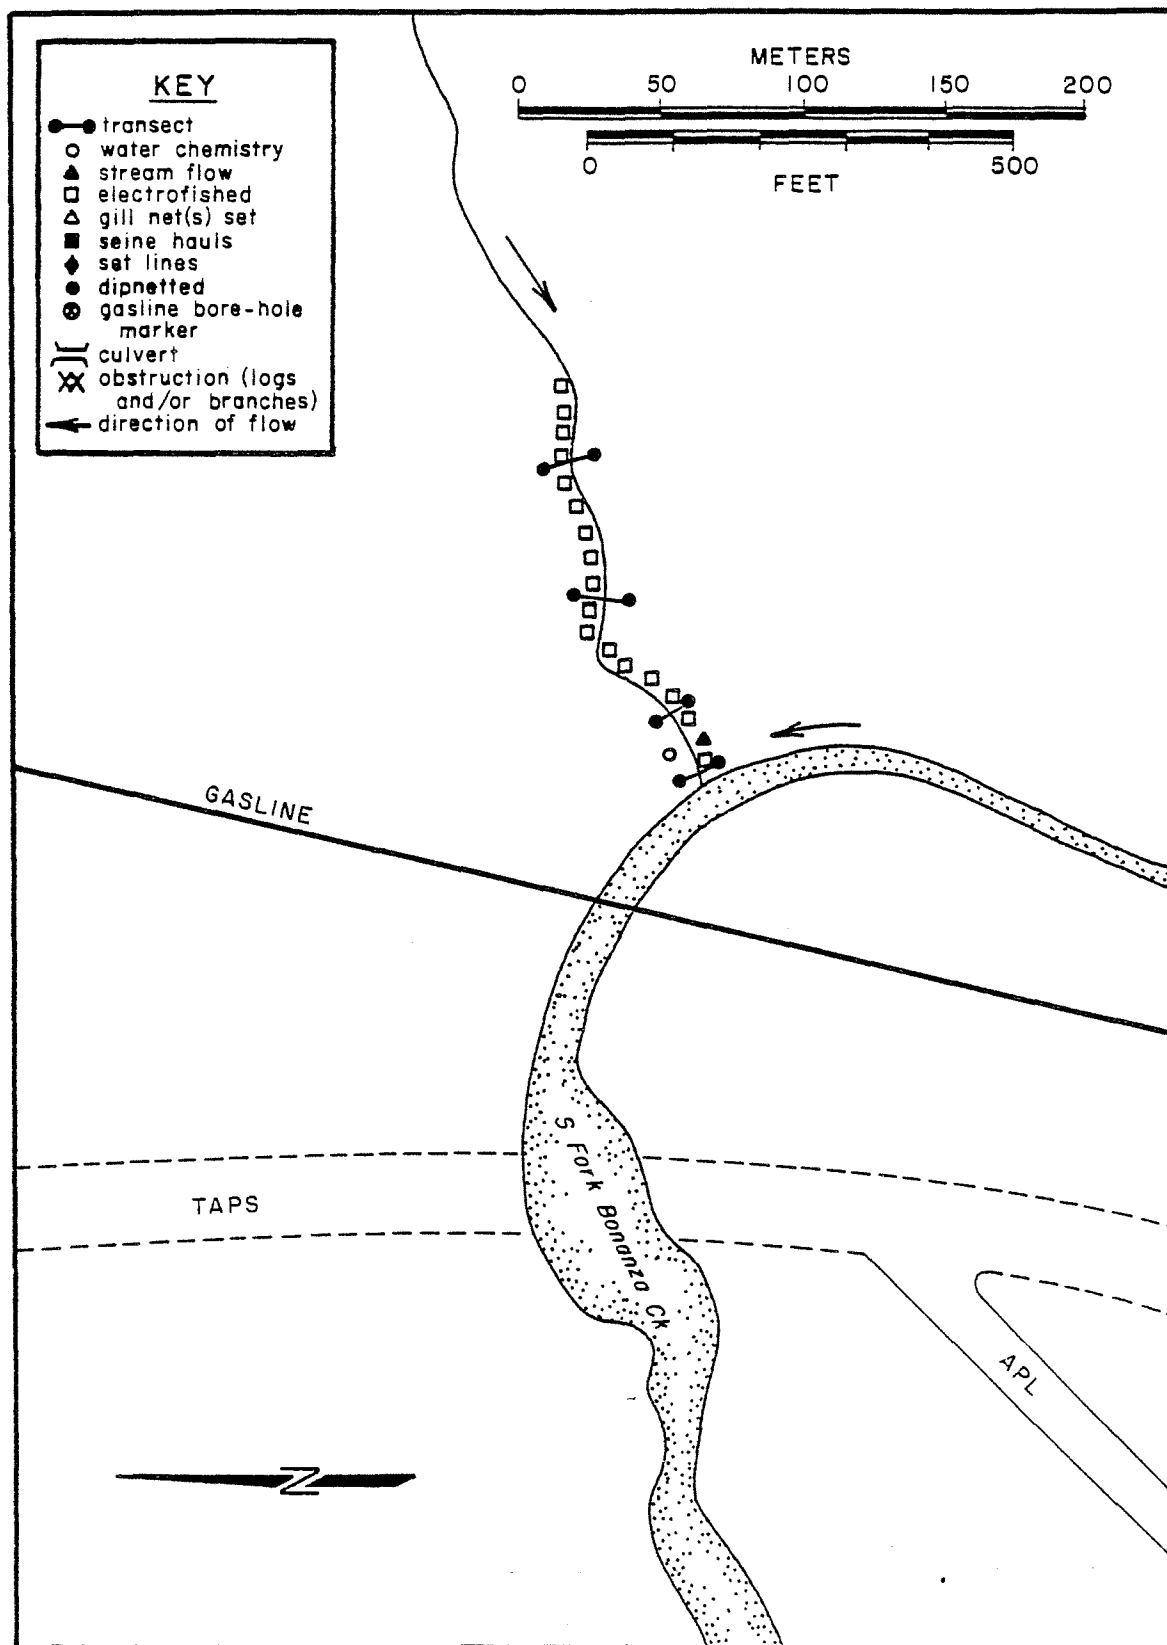 KEY
transect
water chemistry
stream flow
electrofished
gill net(s) set
seine hauls
set lines
dipnetted
gasline bore-hole
marker
culvert
obstruction (logs
and/or branches)
direction of flow
METERS
0 50 100 150 200
0 500
FEET
GASLINE
S Fork Bonanza Ck
TAPS
APL
N